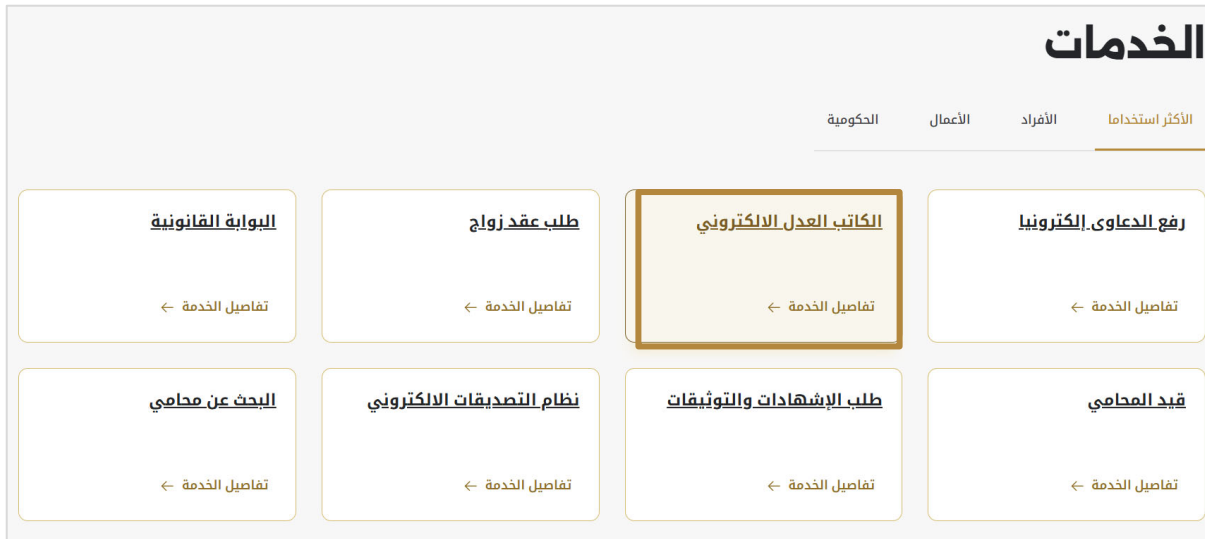 الخدمات
الأكثر استخداما الأفراد الأعمال الحكومية
رفع الدعاوى إلكترونيا الكاتب العدل الالكتروني طلب عقد زواج البوابة القانونية
تفاصيل الخدمة ← تفاصيل الخدمة ← تفاصيل الخدمة ← تفاصيل الخدمة ←
قيد المحامي طلب الإشهادات والتوثيقات نظام التصديقات الالكتروني البحث عن محامي
تفاصيل الخدمة ← تفاصيل الخدمة ← تفاصيل الخدمة ← تفاصيل الخدمة ←